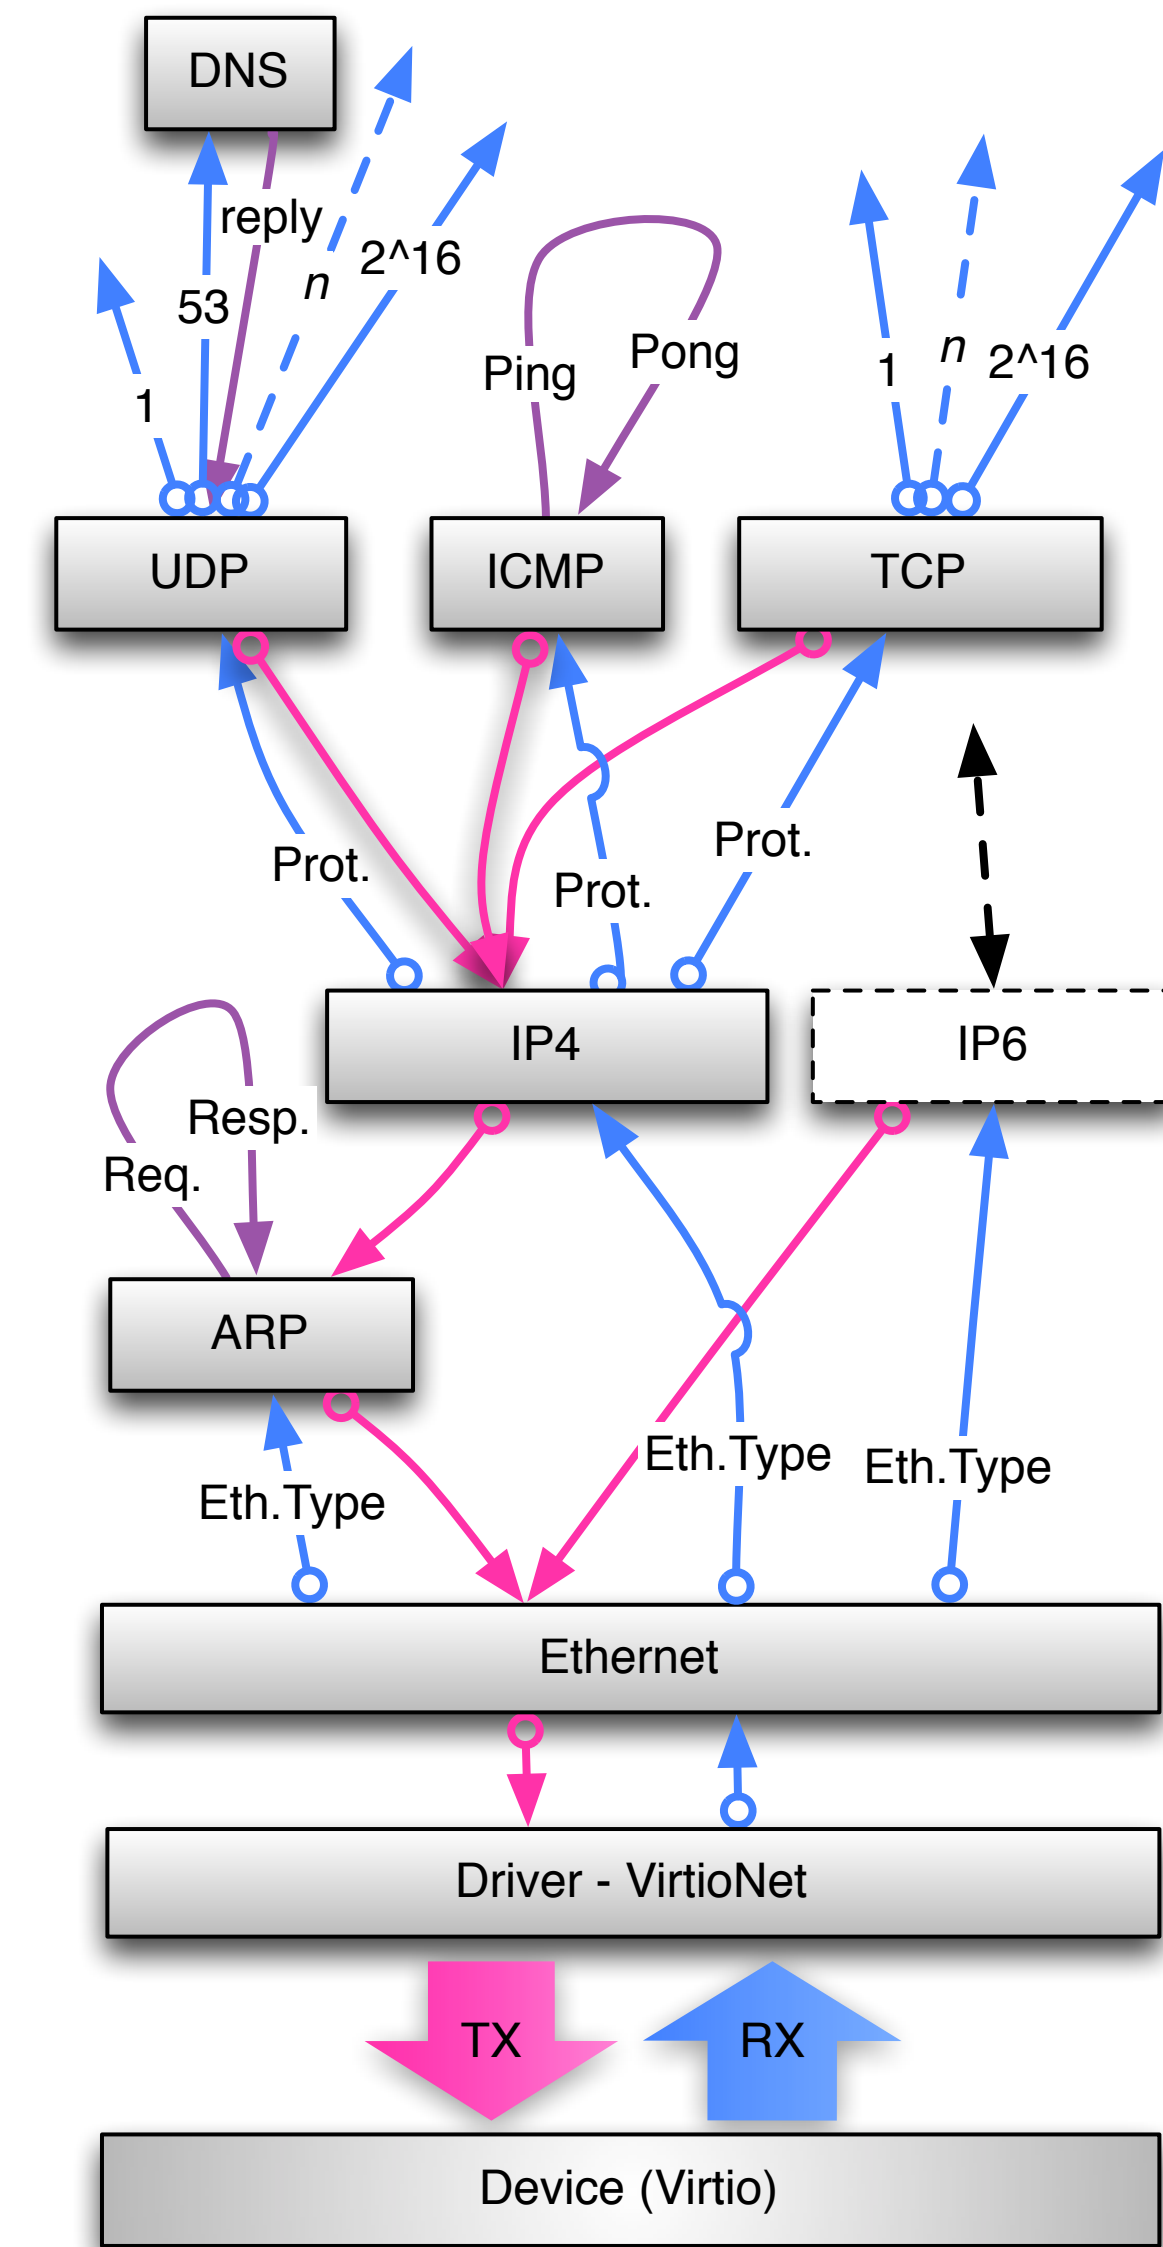 DNS
reply
n
2^16
53
1
Ping
Pong
1
n
2^16
UDP
ICMP
TCP
Prot.
Prot.
Prot.
IP4
IP6
Resp.
Req.
ARP
Eth.Type
Eth.Type
Eth.Type
Ethernet
Driver - VirtioNet
TX
RX
Device (Virtio)